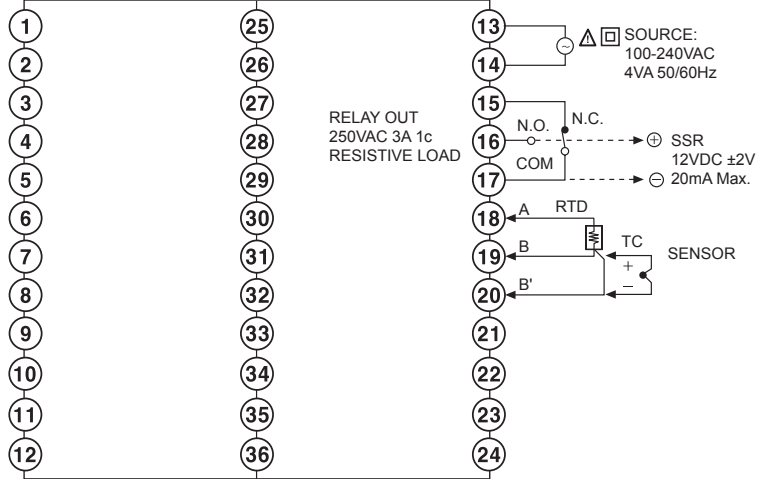 1 25 13 SOURCE:
100-240VAC
2 26 14 4VA 50/60Hz
3 27 15
RELAY OUT
250VAC 3A 1c
RESISTIVE LOAD
N.O. N.C.
4 28 16 + SSR
COM 12VDC ±2V
5 29 17 − 20mA Max.
6 30 18 A RTD
7 31 19 B TC SENSOR
+
−
8 32 20 B'
9 33 21
10 34 22
11 35 23
12 36 24